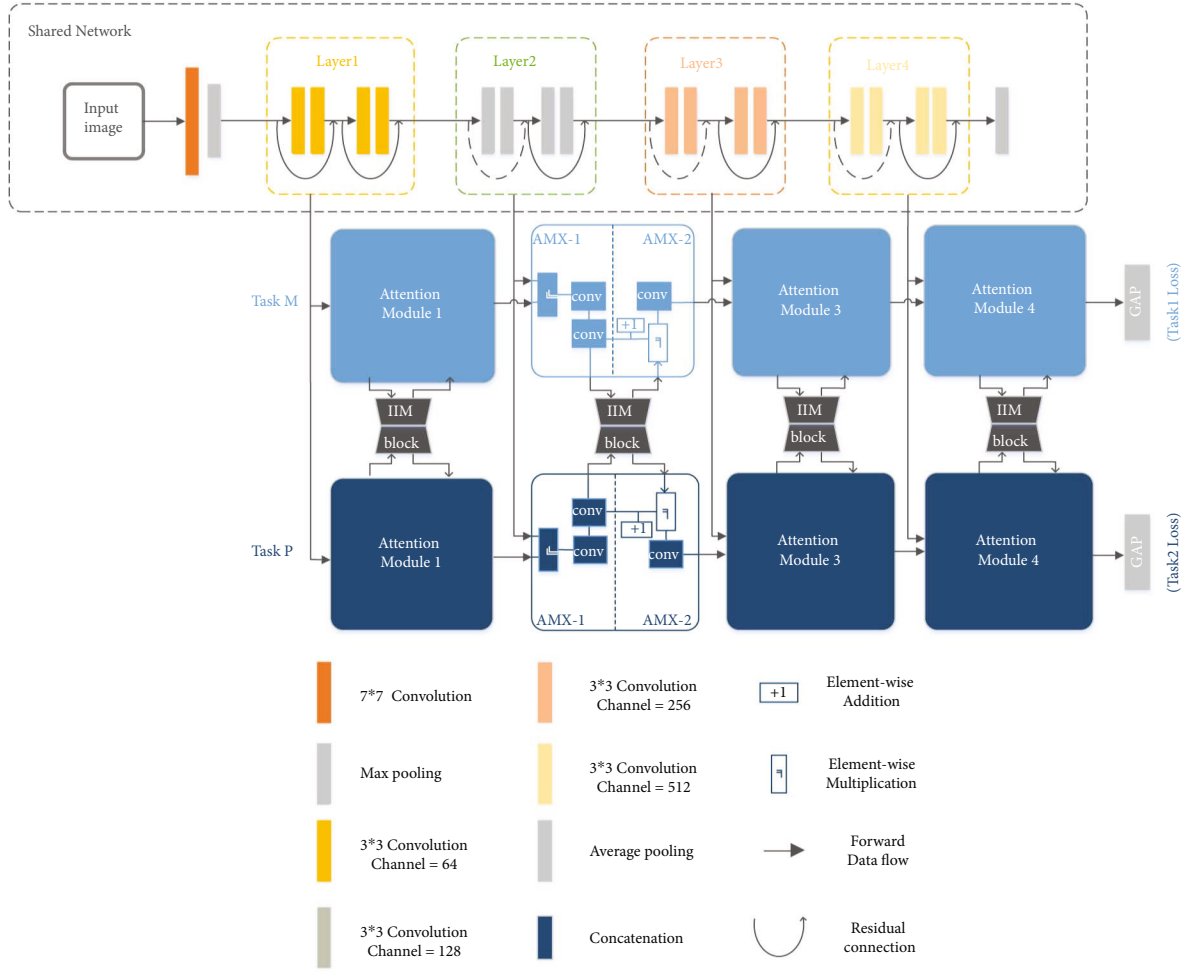 Shared Network
Layer1
Layer2
Layer3
Layer4
Input
image
AMX-1
AMX-2
Task M
Attention
Module 1
conv
conv
+1
conv
Attention
Module 3
Attention
Module 4
GAP
(Task1 Loss)
IIM
block
IIM
block
IIM
block
IIM
block
Task P
Attention
Module 1
conv
conv
+1
conv
AMX-1
AMX-2
Attention
Module 3
Attention
Module 4
GAP
(Task2 Loss)
7*7 Convolution
3*3 Convolution
Channel = 256
+1
Element-wise
Addition
Max pooling
3*3 Convolution
Channel = 512
Element-wise
Multiplication
3*3 Convolution
Channel = 64
Average pooling
Forward
Data flow
3*3 Convolution
Channel = 128
Concatenation
Residual
connection